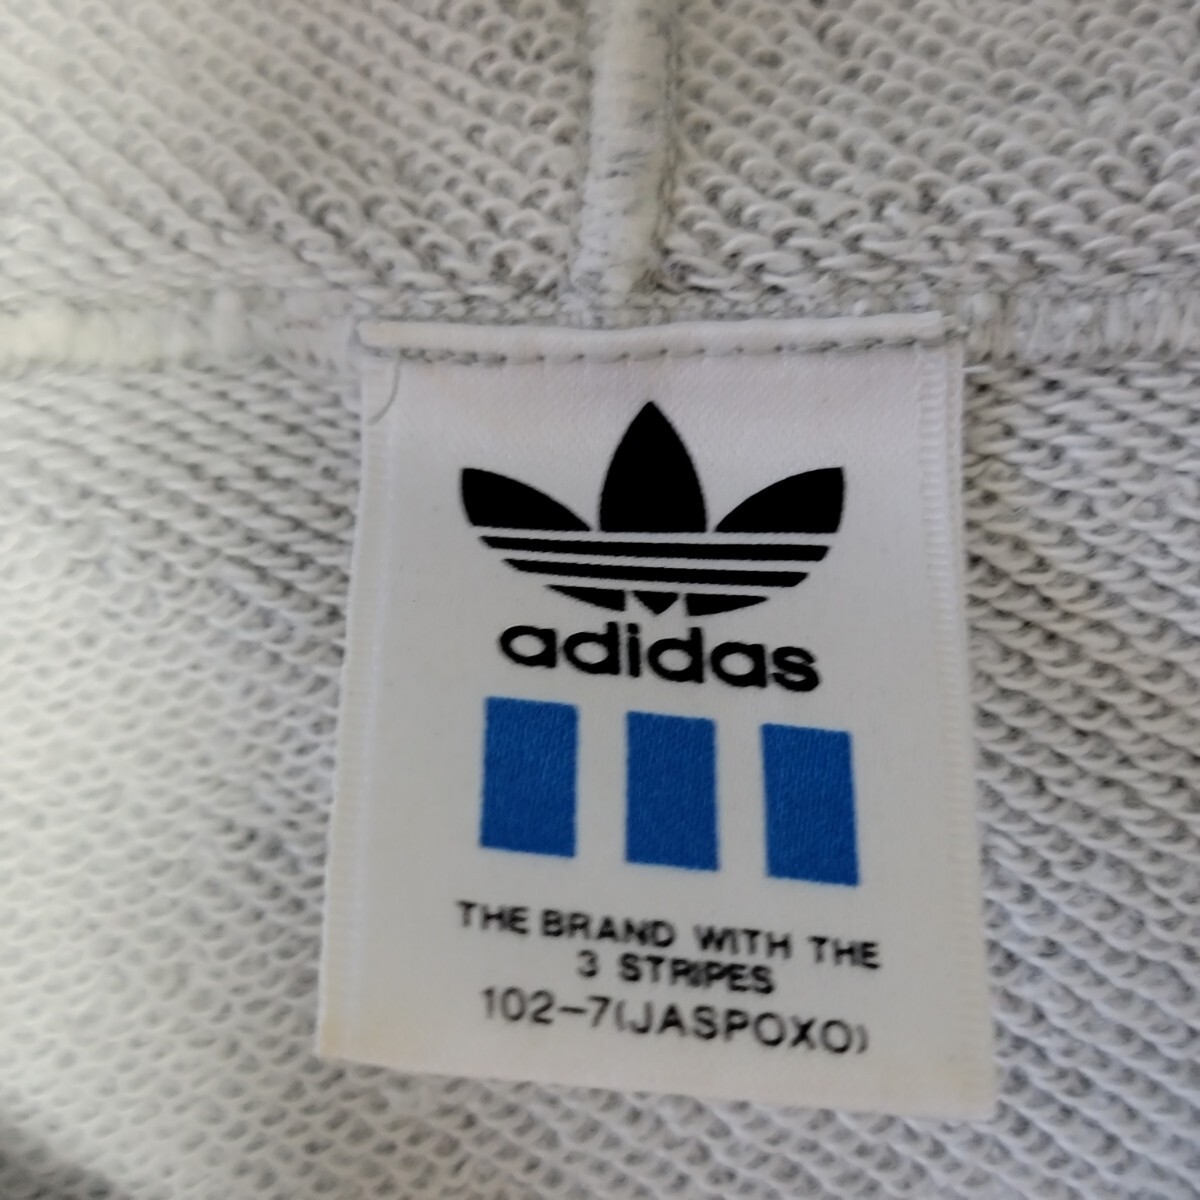 adidas
THE BRAND WITH THE
3 STRIPES
102-7(JASPOXO)